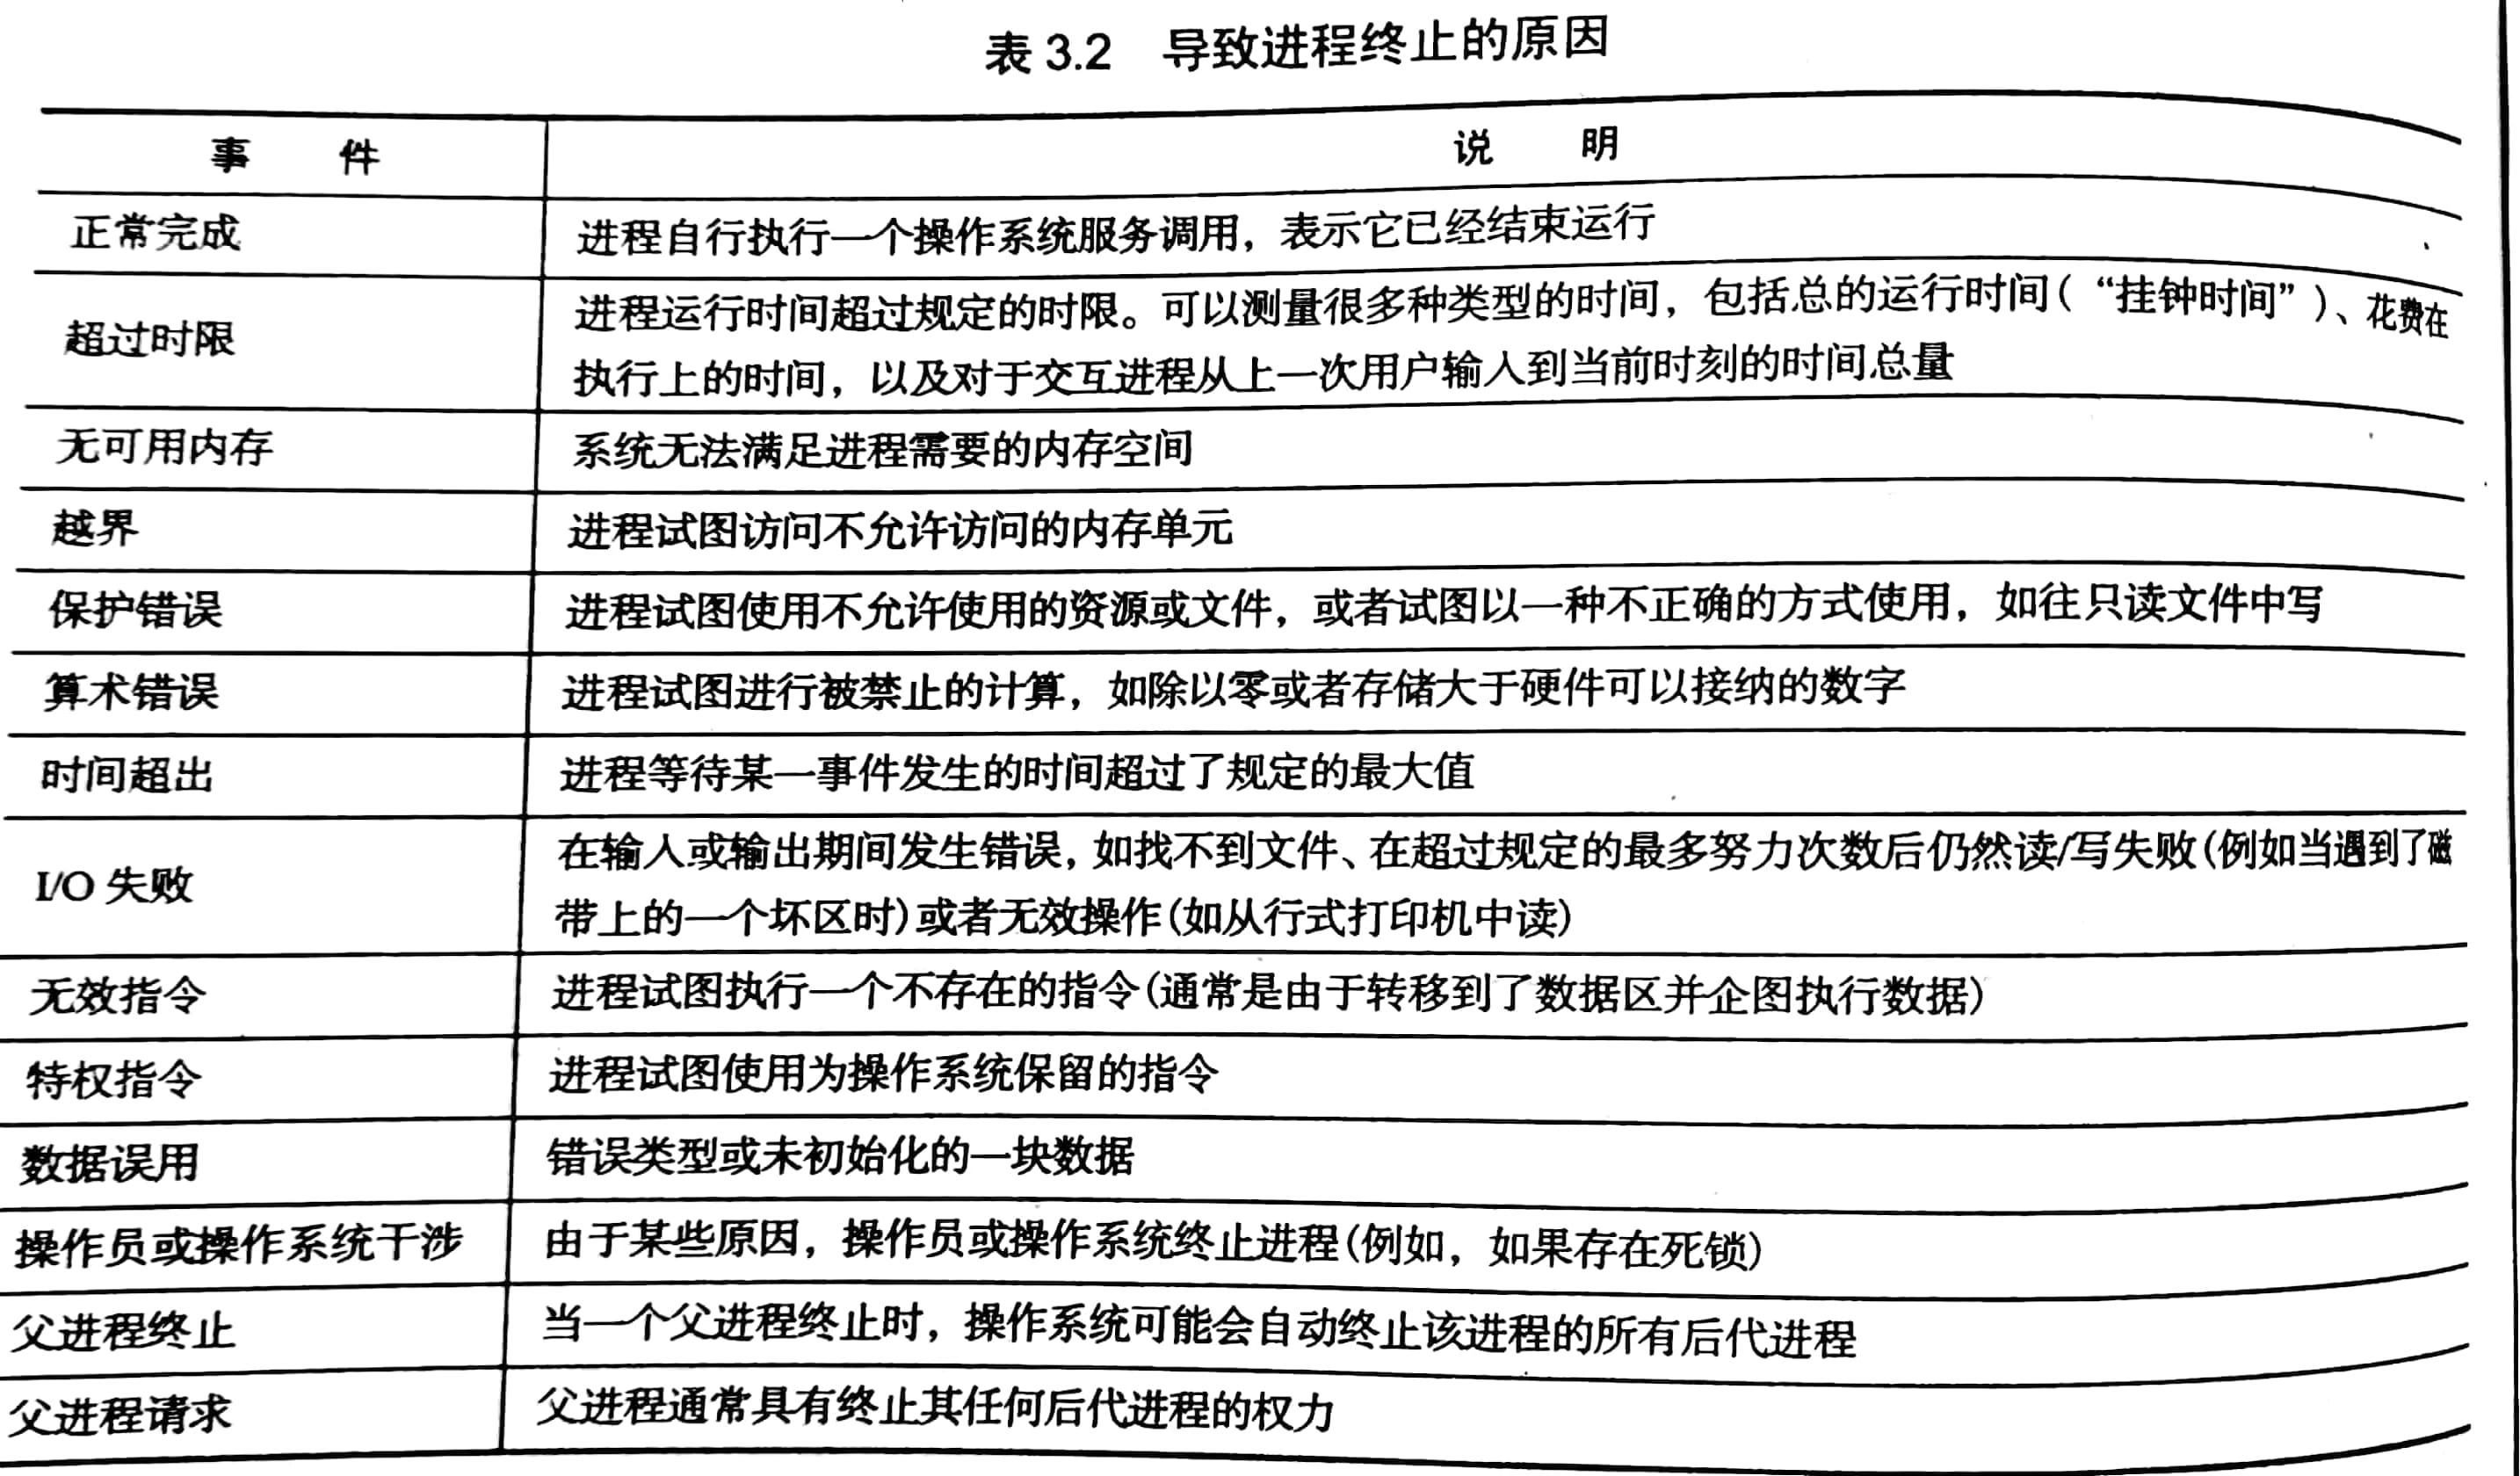 表 3.2 导致进程终止的原因
事 件 说 明
正常完成 进程自行执行一个操作系统服务调用，表示它已经结束运行
超过时限 进程运行时间超过规定的时限。可以测量很多种类型的时间，包括总的运行时间(“挂钟时间”)、花费在
执行上的时间，以及对于交互进程从上一次用户输入到当前时刻的时间总量
无可用内存 系统无法满足进程需要的内存空间
越界 进程试图访问不允许访问的内存单元
保护错误 进程试图使用不允许使用的资源或文件，或者试图以一种不正确的方式使用，如往只读文件中写
算术错误 进程试图进行被禁止的计算，如除以零或者存储大于硬件可以接纳的数字
时间超出 进程等待某一事件发生的时间超过了规定的最大值
I/O 失败 在输入或输出期间发生错误，如找不到文件、在超过规定的最多努力次数后仍然读/写失败(例如当遇到了磁
带上的一个坏区时)或者无效操作(如从行式打印机中读)
无效指令 进程试图执行一个不存在的指令(通常是由于转移到了数据区并企图执行数据)
特权指令 进程试图使用为操作系统保留的指令
数据误用 错误类型或未初始化的一块数据
操作员或操作系统干涉 由于某些原因，操作员或操作系统终止进程(例如，如果存在死锁)
父进程终止 当一个父进程终止时，操作系统可能会自动终止该进程的所有后代进程
父进程请求 父进程通常具有终止其任何后代进程的权力